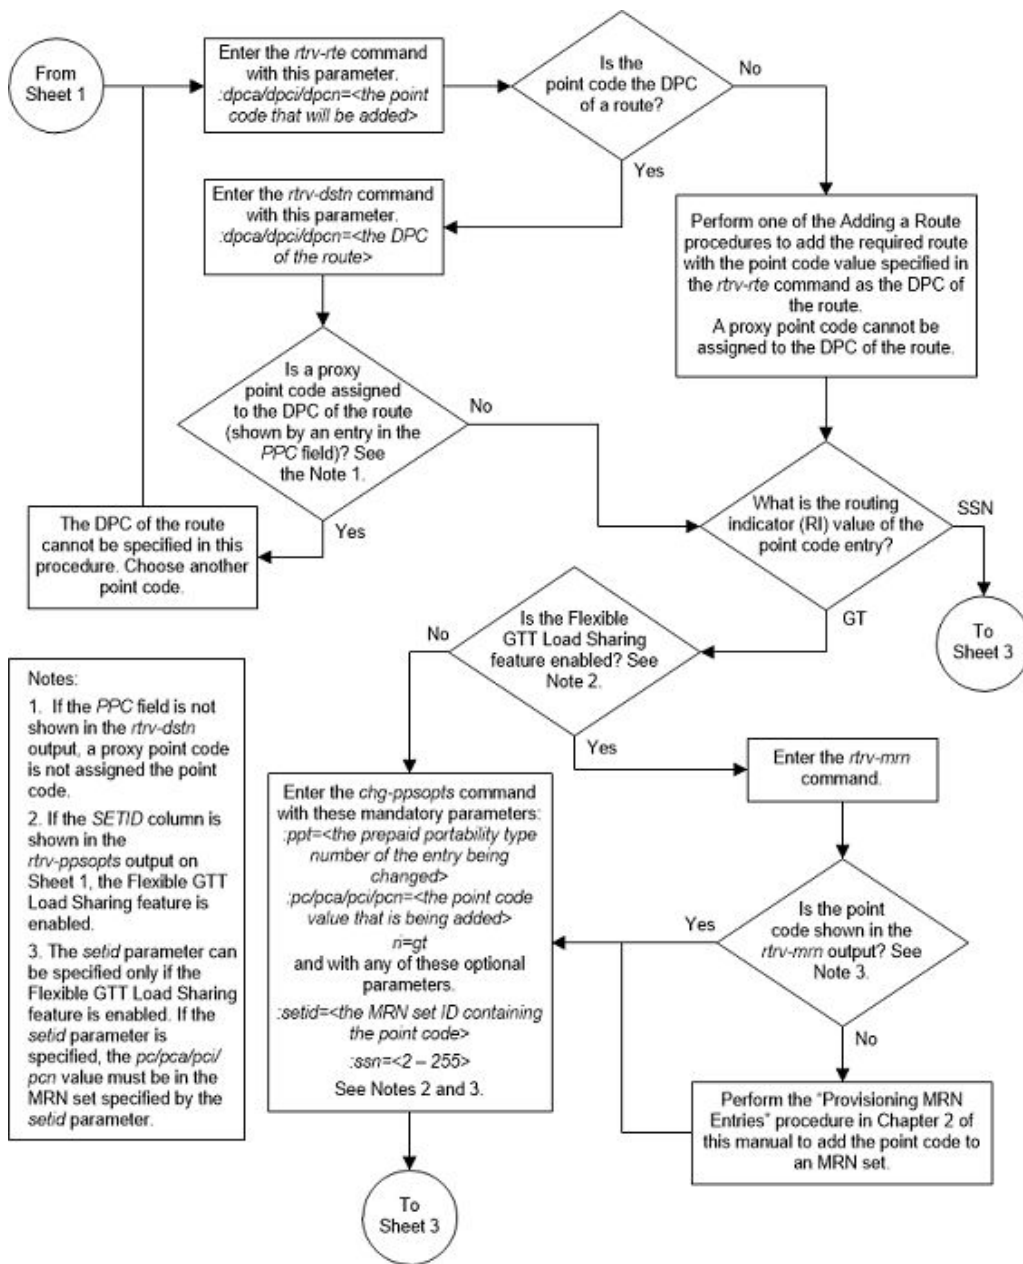 From
Sheet 1
Enter the rtrv-rte command
with this parameter.
:dpca/dpci/dpcn=<the point
code that will be added>
Is the
point code the DPC
of a route?
No
Yes
Enter the rtrv-dstn command
with this parameter.
:dpca/dpci/dpcn=<the DPC
of the route>
Perform one of the Adding a Route
procedures to add the required route
with the point code value specified in
the rtrv-rte command as the DPC of
the route.
A proxy point code cannot be
assigned to the DPC of the route.
Is a proxy
point code assigned
to the DPC of the route
(shown by an entry in the
PPC field)? See
the Note 1.
No
Yes
The DPC of the route
cannot be specified in this
procedure. Choose another
point code.
What is the routing
indicator (RI) value of the
point code entry?
SSN
GT
To
Sheet 3
Is the Flexible
GTT Load Sharing
feature enabled? See
Note 2.
No
Yes
Notes:
1. If the PPC field is not
shown in the rtrv-dstn
output, a proxy point code
is not assigned the point
code.
2. If the SETID column is
shown in the
rtrv-ppsopts output on
Sheet 1, the Flexible GTT
Load Sharing feature is
enabled.
3. The setid parameter can
be specified only if the
Flexible GTT Load Sharing
feature is enabled. If the
setid parameter is
specified, the pc/pca/pci/
pcn value must be in the
MRN set specified by the
setid parameter.
Enter the chg-ppsopts command
with these mandatory parameters:
:ppt=<the prepaid portability type
number of the entry being
changed>
:pc/pca/pci/pcn=<the point code
value that is being added>
ri=gt
and with any of these optional
parameters.
:setid=<the MRN set ID containing
the point code>
:ssn=<2 – 255>
See Notes 2 and 3.
Enter the rtrv-mrn
command.
Is the point
code shown in the
rtrv-mrn output? See
Note 3.
Yes
No
Perform the "Provisioning MRN
Entries" procedure in Chapter 2 of
this manual to add the point code to
an MRN set.
To
Sheet 3